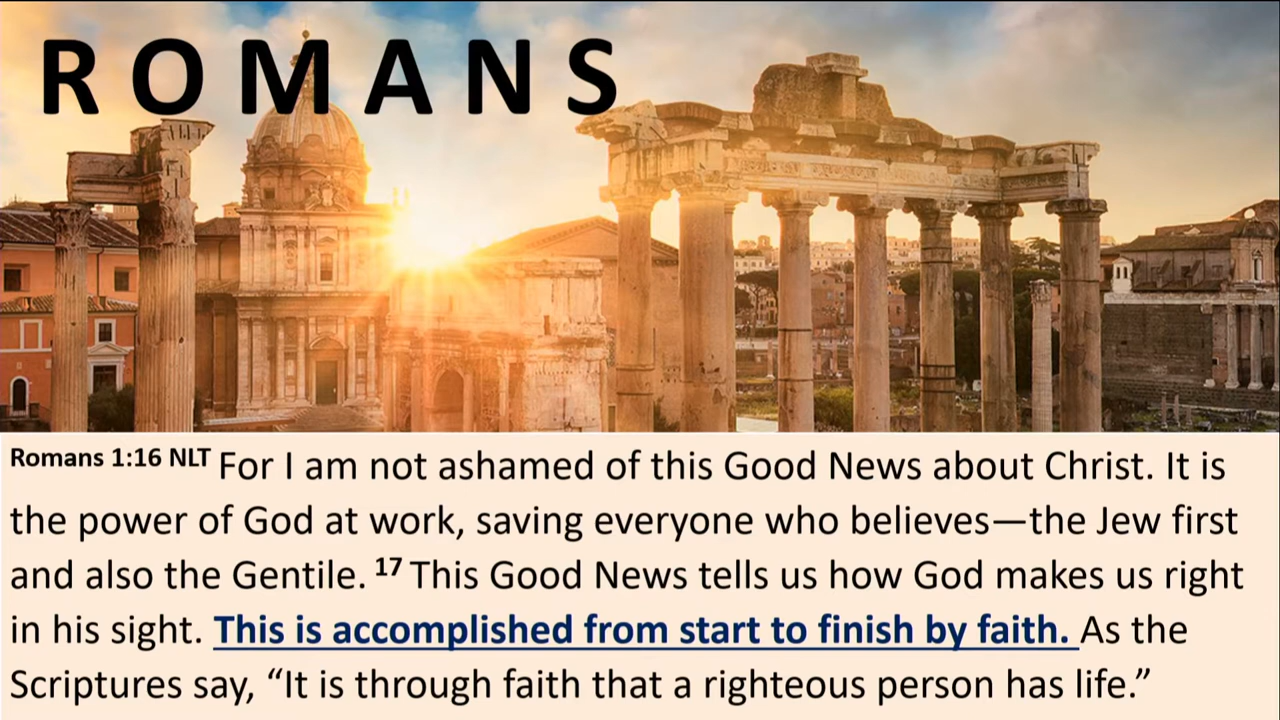 ROMANS
Romans 1:16 NLT For I am not ashamed of this Good News about Christ. It is
the power of God at work, saving everyone who believes—the Jew first
and also the Gentile. 17 This Good News tells us how God makes us right
in his sight. This is accomplished from start to finish by faith. As the
Scriptures say, “It is through faith that a righteous person has life.”